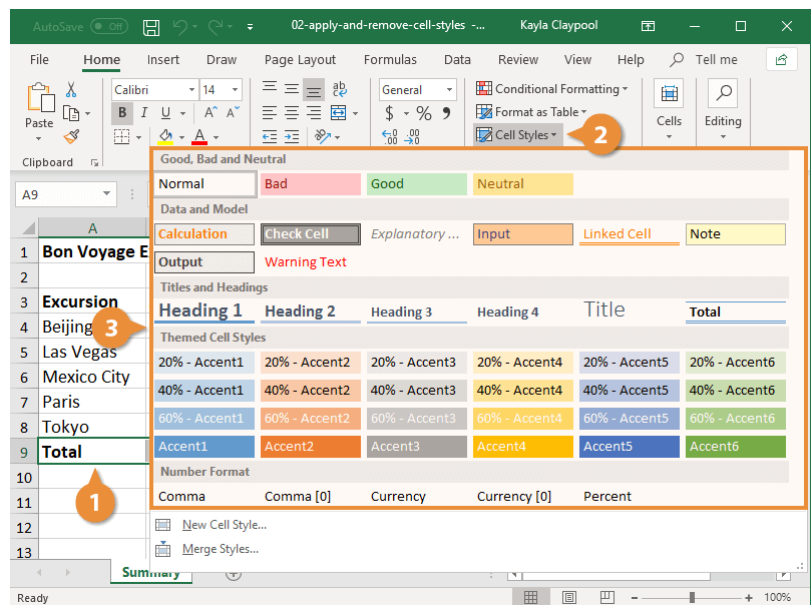 AutoSave Off 02-apply-and-remove-cell-styles -... Kayla Claypool
File Home Insert Draw Page Layout Formulas Data Review View Help Tell me
Calibri 14 General Conditional Formatting
Paste B I U A A A $ % 9 Format as Table Cells Editing
Cell Styles 2
Clipboard
Good, Bad and Neutral
A9 Normal Bad Good Neutral
Data and Model
A Calculation Check Cell Explanatory ... Input Linked Cell Note
1 Bon Voyage E Output Warning Text
2 Titles and Headings
3 Excursion Heading 1 Heading 2 Heading 3 Heading 4 Title Total
4 Beijing 3 Themed Cell Styles
5 Las Vegas 20% - Accent1 20% - Accent2 20% - Accent3 20% - Accent4 20% - Accent5 20% - Accent6
6 Mexico City 40% - Accent1 40% - Accent2 40% - Accent3 40% - Accent4 40% - Accent5 40% - Accent6
7 Paris 60% - Accent1 60% - Accent2 60% - Accent3 60% - Accent4 60% - Accent5 60% - Accent6
8 Tokyo
9 Total Accent1 Accent2 Accent3 Accent4 Accent5 Accent6
10 Number Format
11 1 Comma Comma [0] Currency Currency [0] Percent
12 New Cell Style...
13 Merge Styles...
Summary
Ready 100%